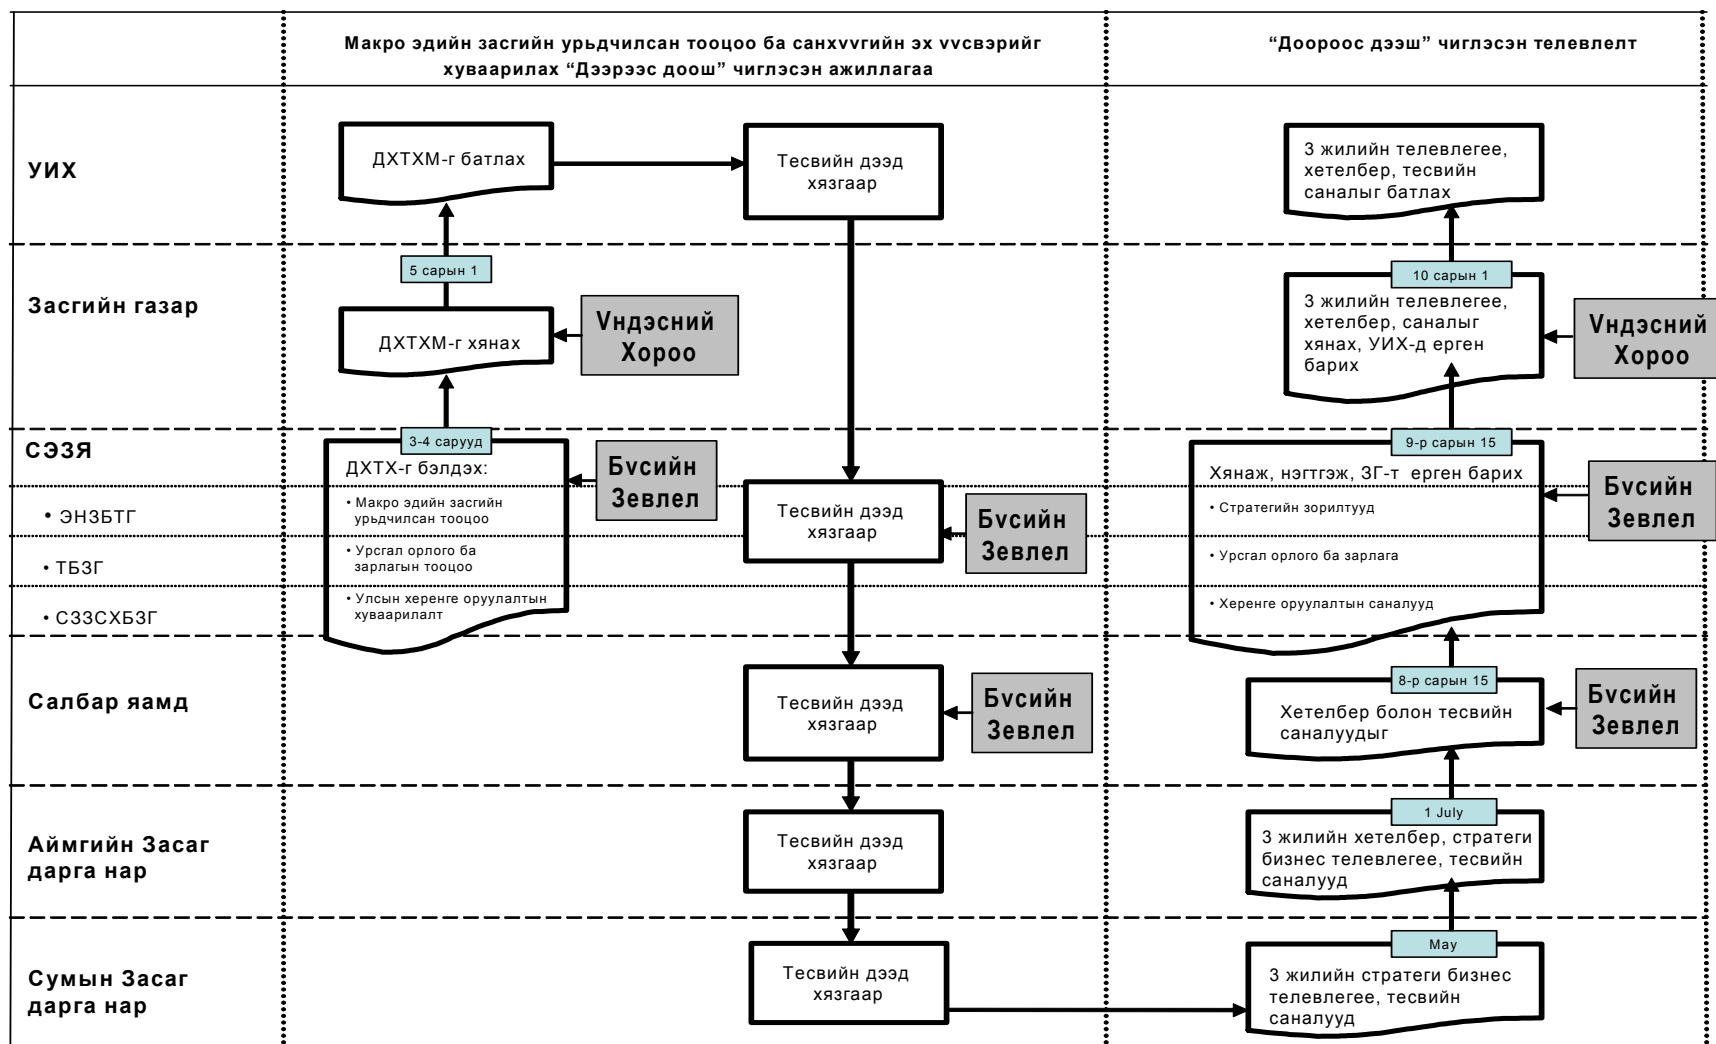 Макро эдийн засгийн урьдчилсан тооцоо ба санхvvгийн эх vvсвэрийг
хуваарилах “Дээрээс доош” чиглэсэн ажиллагаа
“Доороос дээш” чиглэсэн телевлелт
УИХ
ДХТХМ-г батлах
Тесвийн дээд
хязгаар
3 жилийн телевлегее,
хетелбер, тесвийн
саналыг батлах
Засгийн газар
5 сарын 1
ДХТХМ-г хянах
Vндэсний
Хороо
10 сарын 1
3 жилийн телевлегее,
хетелбер, саналыг
хянах, УИХ-д ерген
барих
Vндэсний
Хороо
СЭЗЯ
• ЭНЗБТГ
• ТБЗГ
• СЗЗСХБЗГ
3-4 сарууд
ДХТХ-г бэлдэх:
• Макро эдийн засгийн
урьдчилсан тооцоо
• Урсгал орлого ба
зарлагын тооцоо
• Улсын херенге оруулалтын
хуваарилалт
Бvсийн
Зевлел
Тесвийн дээд
хязгаар
Бvсийн
Зевлел
9-р сарын 15
Хянаж, нэгтгэж, ЗГ-т ерген барих
• Стратегийн зорилтууд
• Урсгал орлого ба зарлага
• Херенге оруулалтын саналууд
Бvсийн
Зевлел
Салбар яамд
Тесвийн дээд
хязгаар
Бvсийн
Зевлел
8-р сарын 15
Хетелбер болон тесвийн
саналуудыг
Бvсийн
Зевлел
Аймгийн Засаг
дарга нар
Тесвийн дээд
хязгаар
1 July
3 жилийн хетелбер, стратеги
бизнес телевлегее, тесвийн
саналууд
Сумын Засаг
дарга нар
Тесвийн дээд
хязгаар
May
3 жилийн стратеги бизнес
телевлегее, тесвийн
саналууд